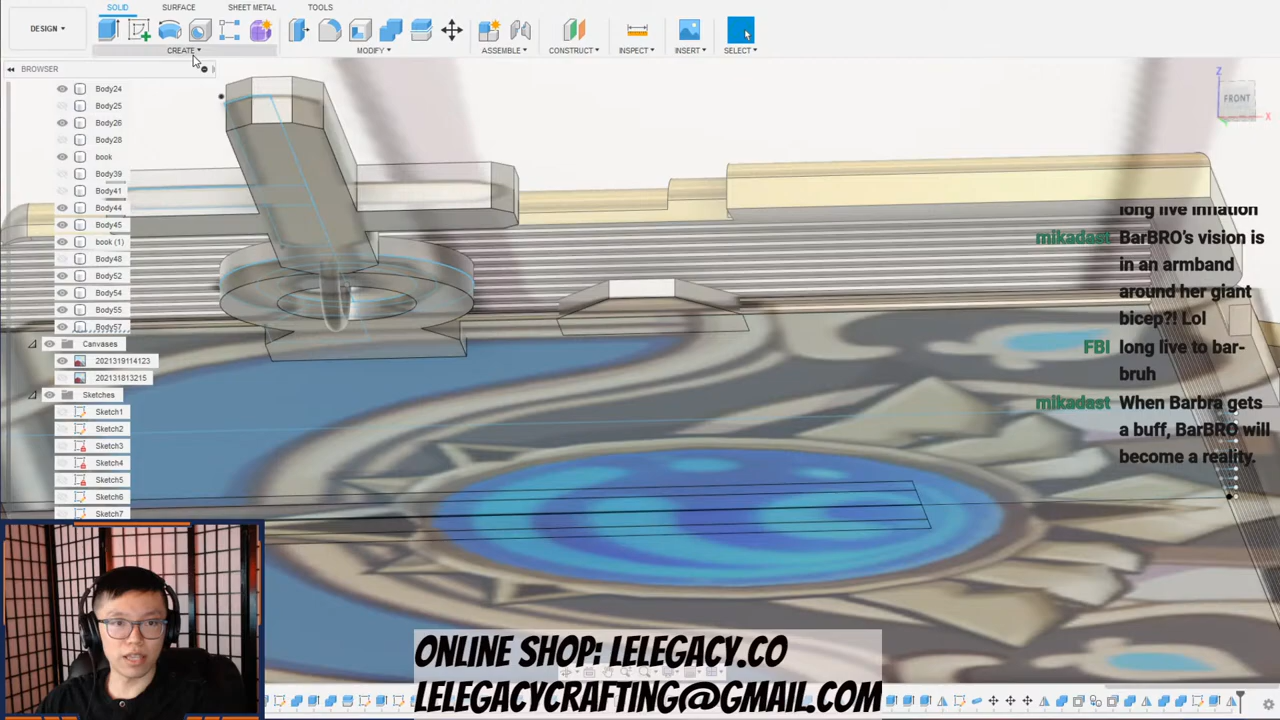 SOLID SURFACE SHEET METAL TOOLS
DESIGN ▾
CREATE ▾ MODIFY ▾ ASSEMBLE ▾ CONSTRUCT ▾ INSPECT ▾ INSERT ▾ SELECT ▾
BROWSER
Body24
Body25
Body26
Body28
book
Body39
Body41
Body44
Body45
book (1)
Body48
Body52
Body54
Body55
Body57
Canvases
2021319114123
202131813215
Sketches
Sketch1
Sketch2
Sketch3
Sketch4
Sketch5
Sketch6
Sketch7
Z
FRONT
X
long live inflation
mikadast BarBRO's vision is
in an armband
around her giant
bicep?! Lol
FBI long live to bar-
bruh
mikadast When Barbra gets
a buff, BarBRO will
become a reality.
ONLINE SHOP: LELEGACY.CO
LELEGACYCRAFTING@GMAIL.COM